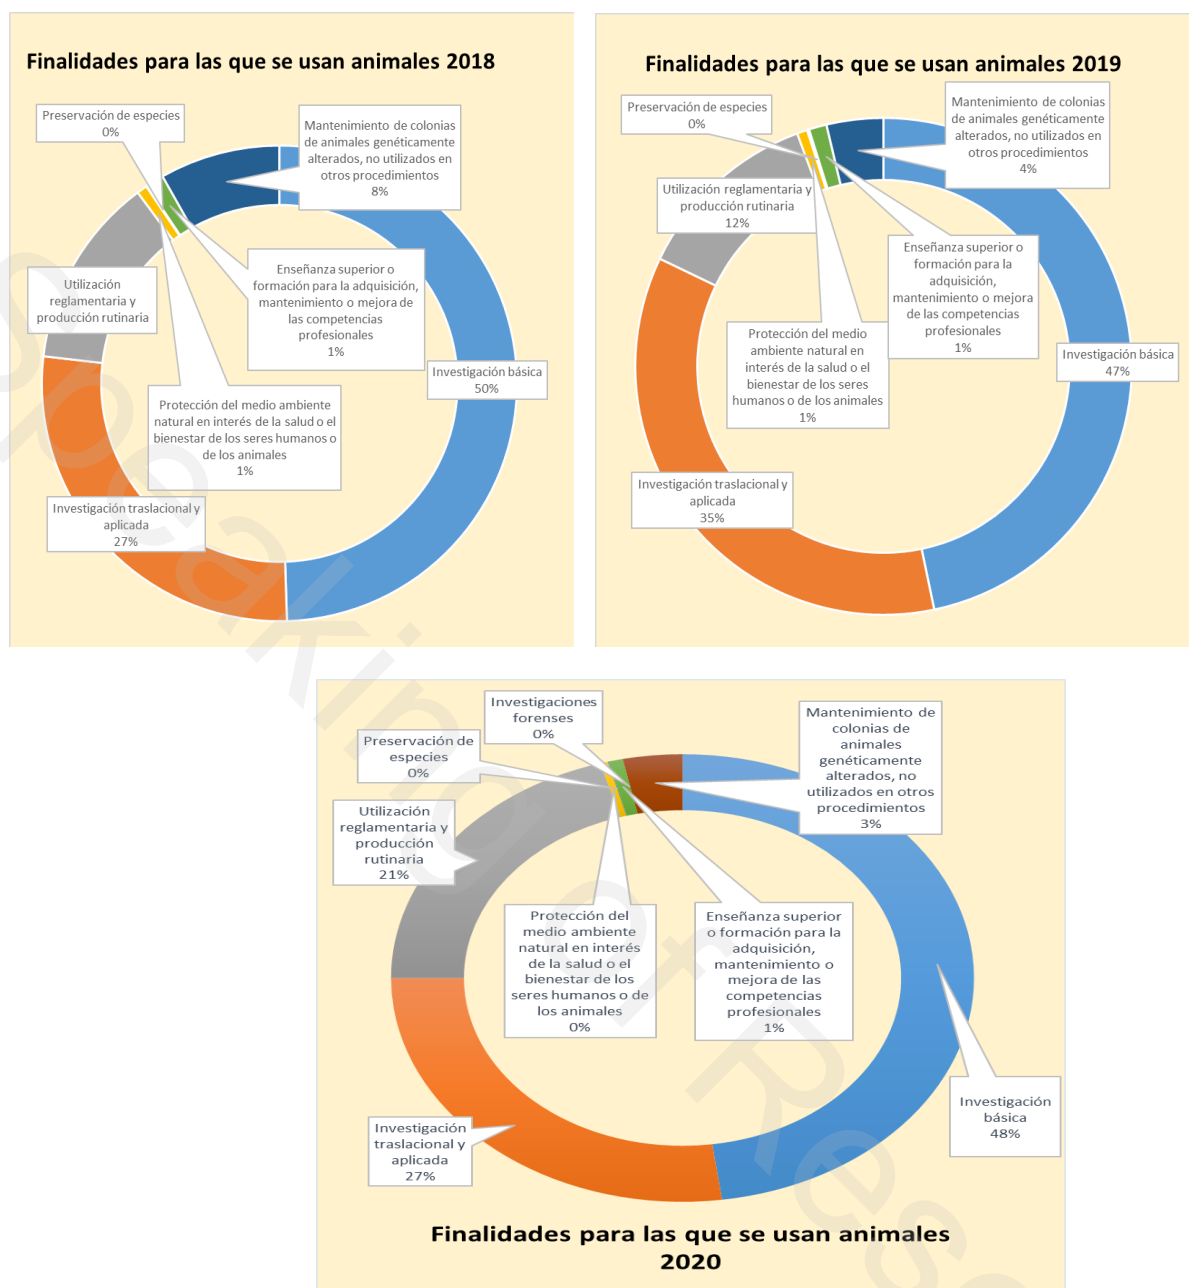 Finalidades para las que se usan animales 2018
Preservación de especies
0%
Mantenimiento de colonias
de animales genéticamente
alterados, no utilizados en
otros procedimientos
8%
Utilización
reglamentaria y
producción rutinaria
Enseñanza superior o
formación para la adquisición,
mantenimiento o mejora de
las competencias
profesionales
1%
Investigación básica
50%
Protección del medio ambiente
natural en interés de la salud o el
bienestar de los seres humanos o
de los animales
1%
Investigación traslacional y
aplicada
27%
Finalidades para las que se usan animales 2019
Preservación de especies
0%
Mantenimiento de colonias
de animales genéticamente
alterados, no utilizados en
otros procedimientos
4%
Utilización reglamentaria y
producción rutinaria
12%
Enseñanza superior o
formación para la
adquisición,
mantenimiento o mejora
de las competencias
profesionales
1%
Protección del medio
ambiente natural en
interés de la salud o el
bienestar de los seres
humanos o de los animales
1%
Investigación básica
47%
Investigación traslacional y
aplicada
35%
Investigaciones
forenses
0%
Preservación de
especies
0%
Mantenimiento de
colonias de
animales
genéticamente
alterados, no
utilizados en otros
procedimientos
3%
Utilización
reglamentaria y
producción
rutinaria
21%
Protección del
medio ambiente
natural en interés
de la salud o el
bienestar de los
seres humanos o de
los animales
0%
Enseñanza superior
o formación para la
adquisición,
mantenimiento o
mejora de las
competencias
profesionales
1%
Investigación
básica
48%
Investigación
traslacional y
aplicada
27%
Finalidades para las que se usan animales
2020
Speaking of Res